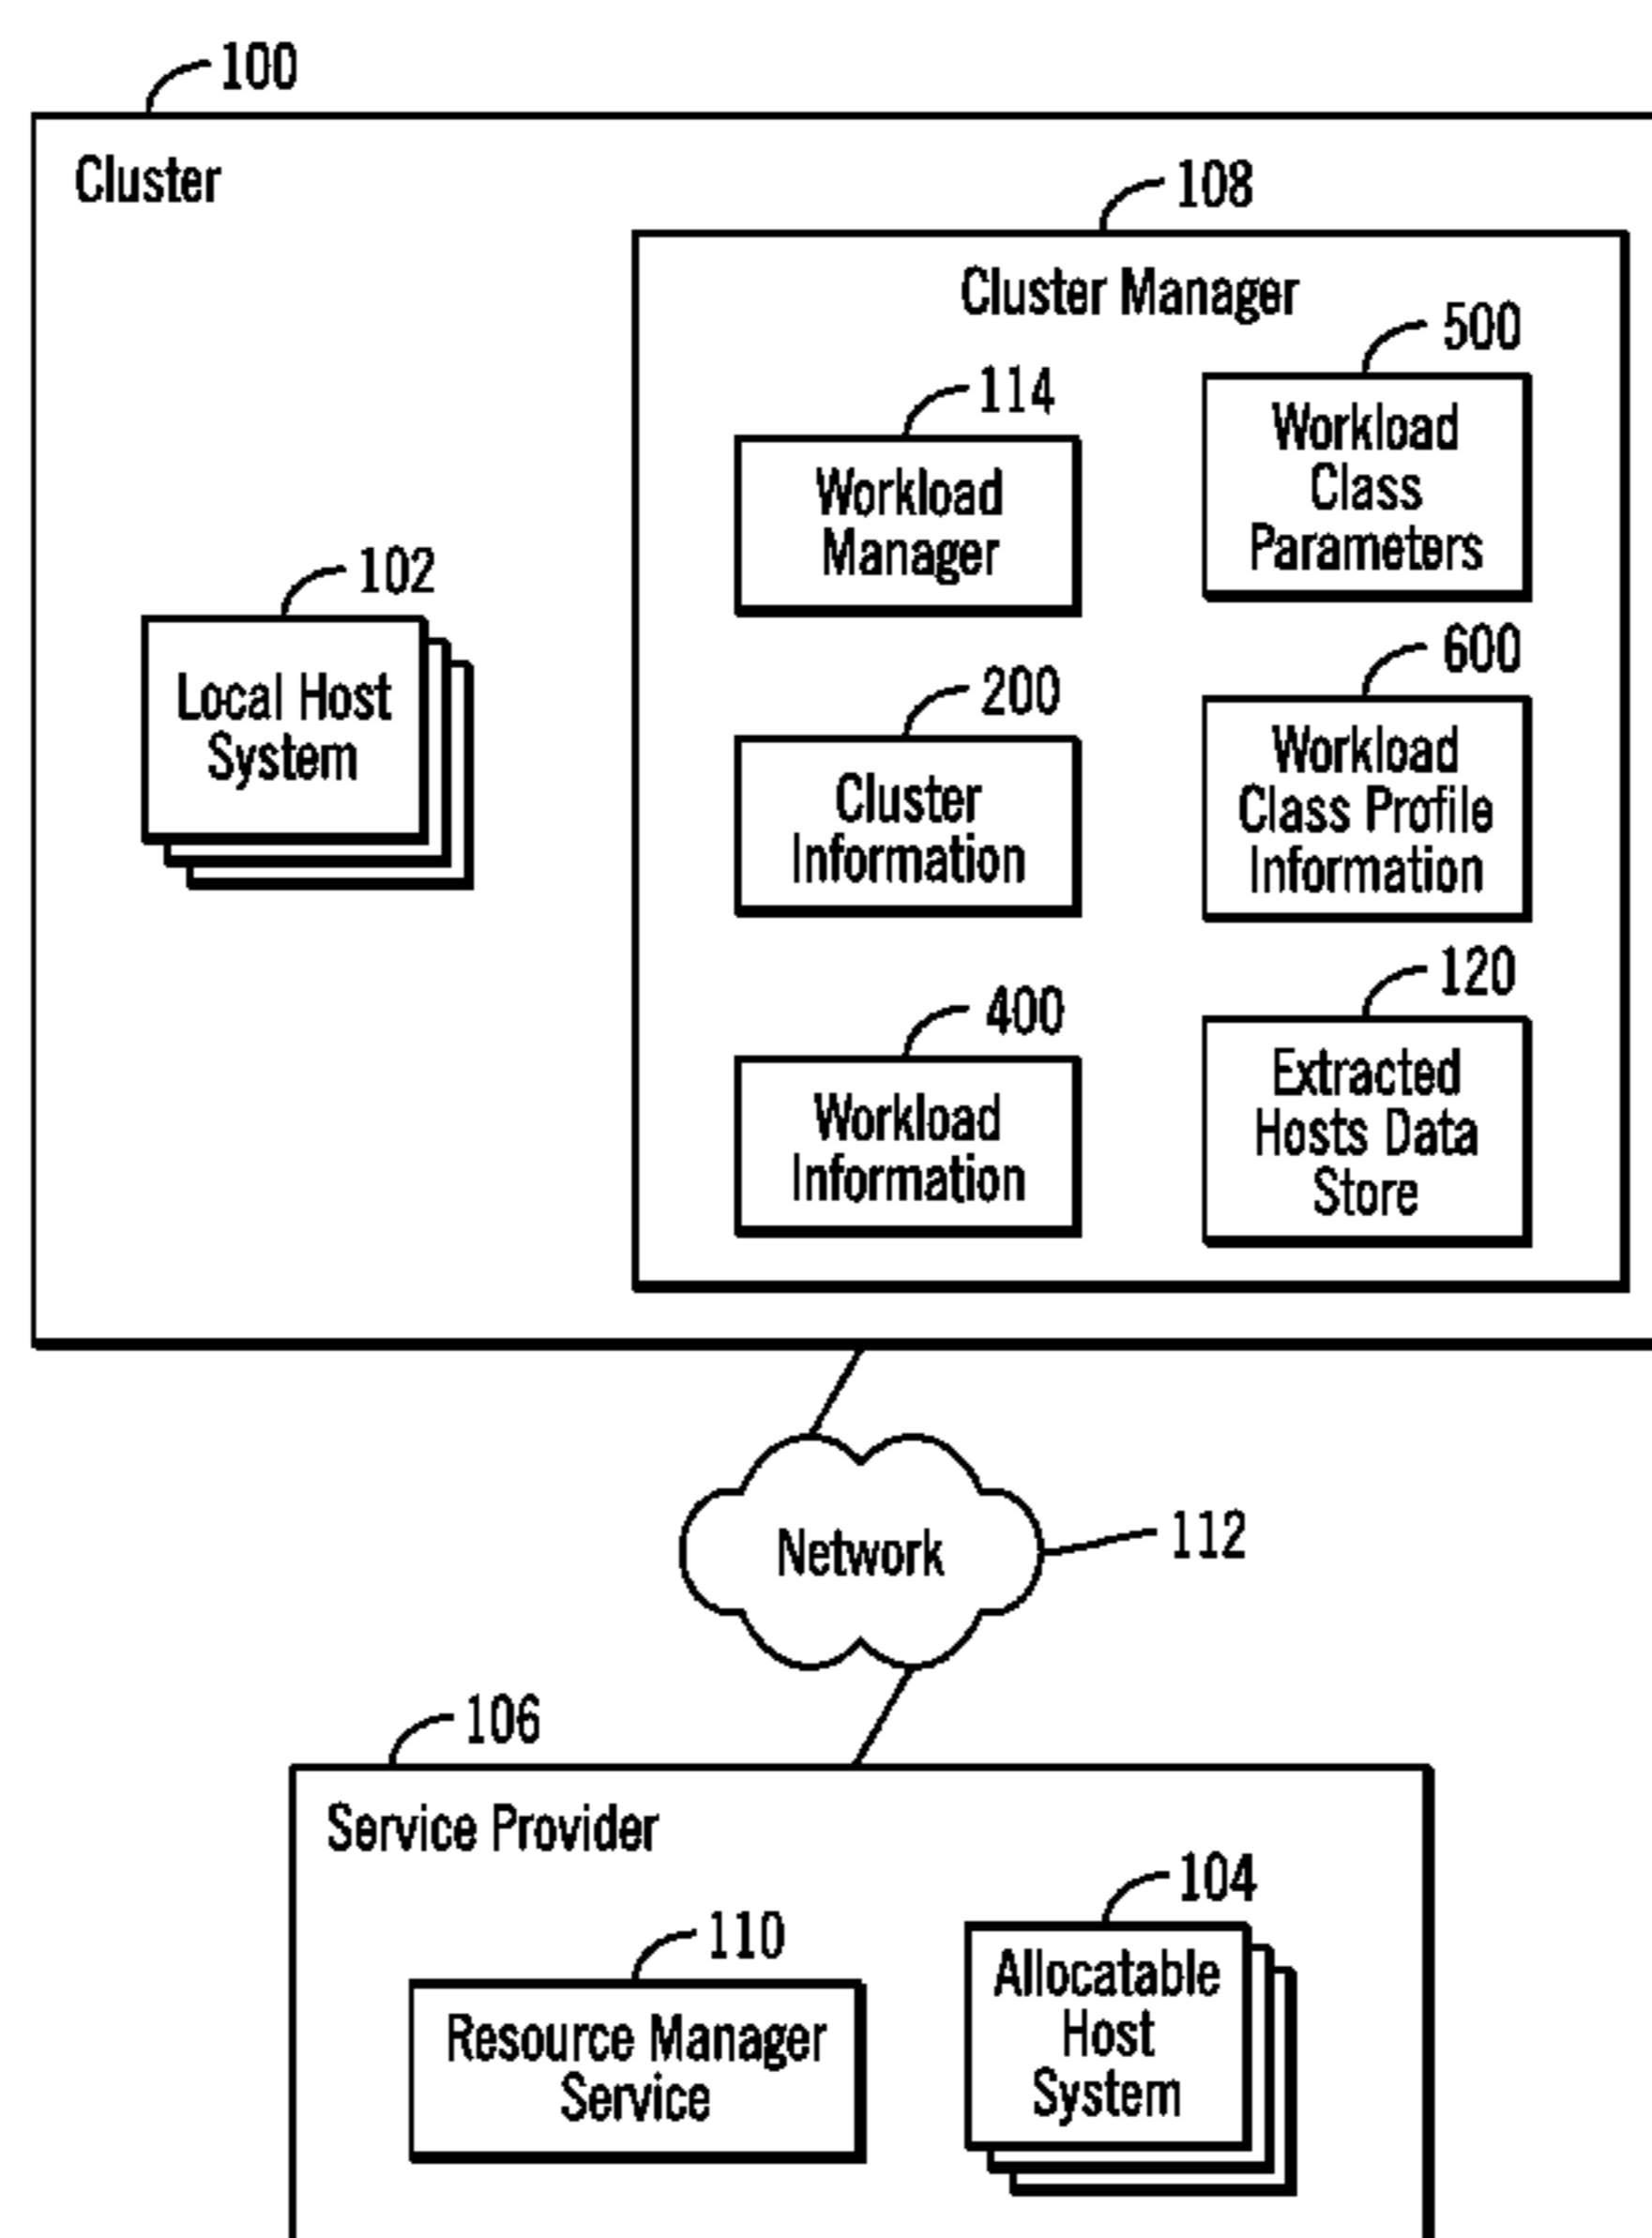 100
Cluster
108
Cluster Manager
114
Workload
Manager
500
Workload
Class
Parameters
102
Local Host
System
200
Cluster
Information
600
Workload
Class Profile
Information
400
Workload
Information
120
Extracted
Hosts Data
Store
Network
112
106
Service Provider
110
Resource Manager
Service
104
Allocatable
Host
System